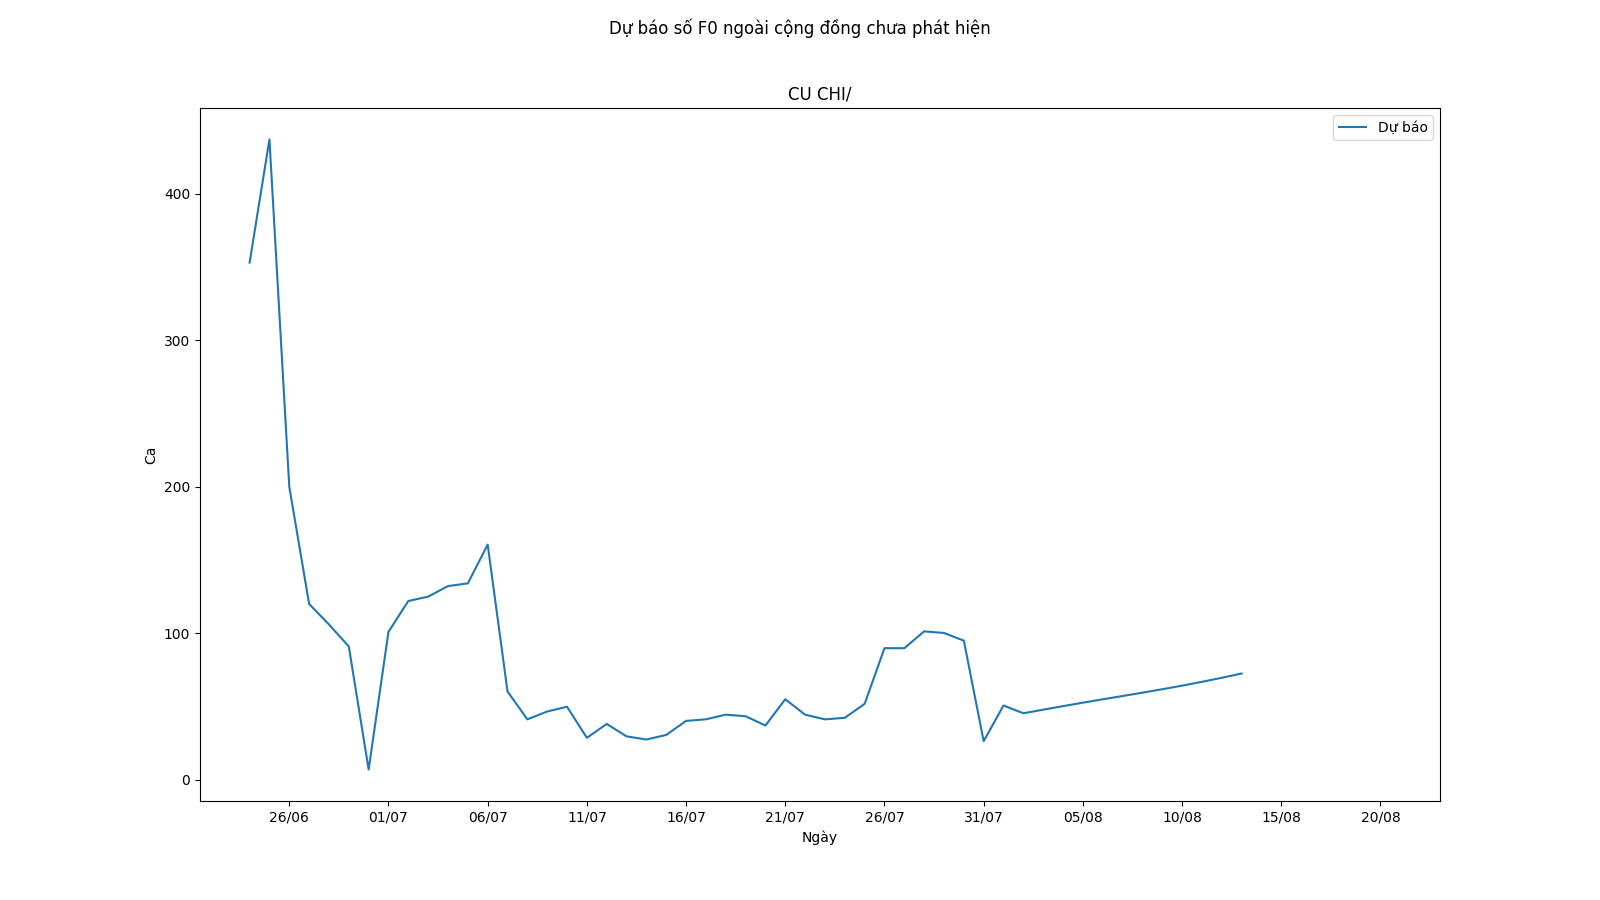 Dự báo số F0 ngoài cộng đồng chưa phát hiện
CU CHI/
Dự báo
400
300
200
100
0
Ca
26/06 01/07 06/07 11/07 16/07 21/07 26/07 31/07 05/08 10/08 15/08 20/08
Ngày